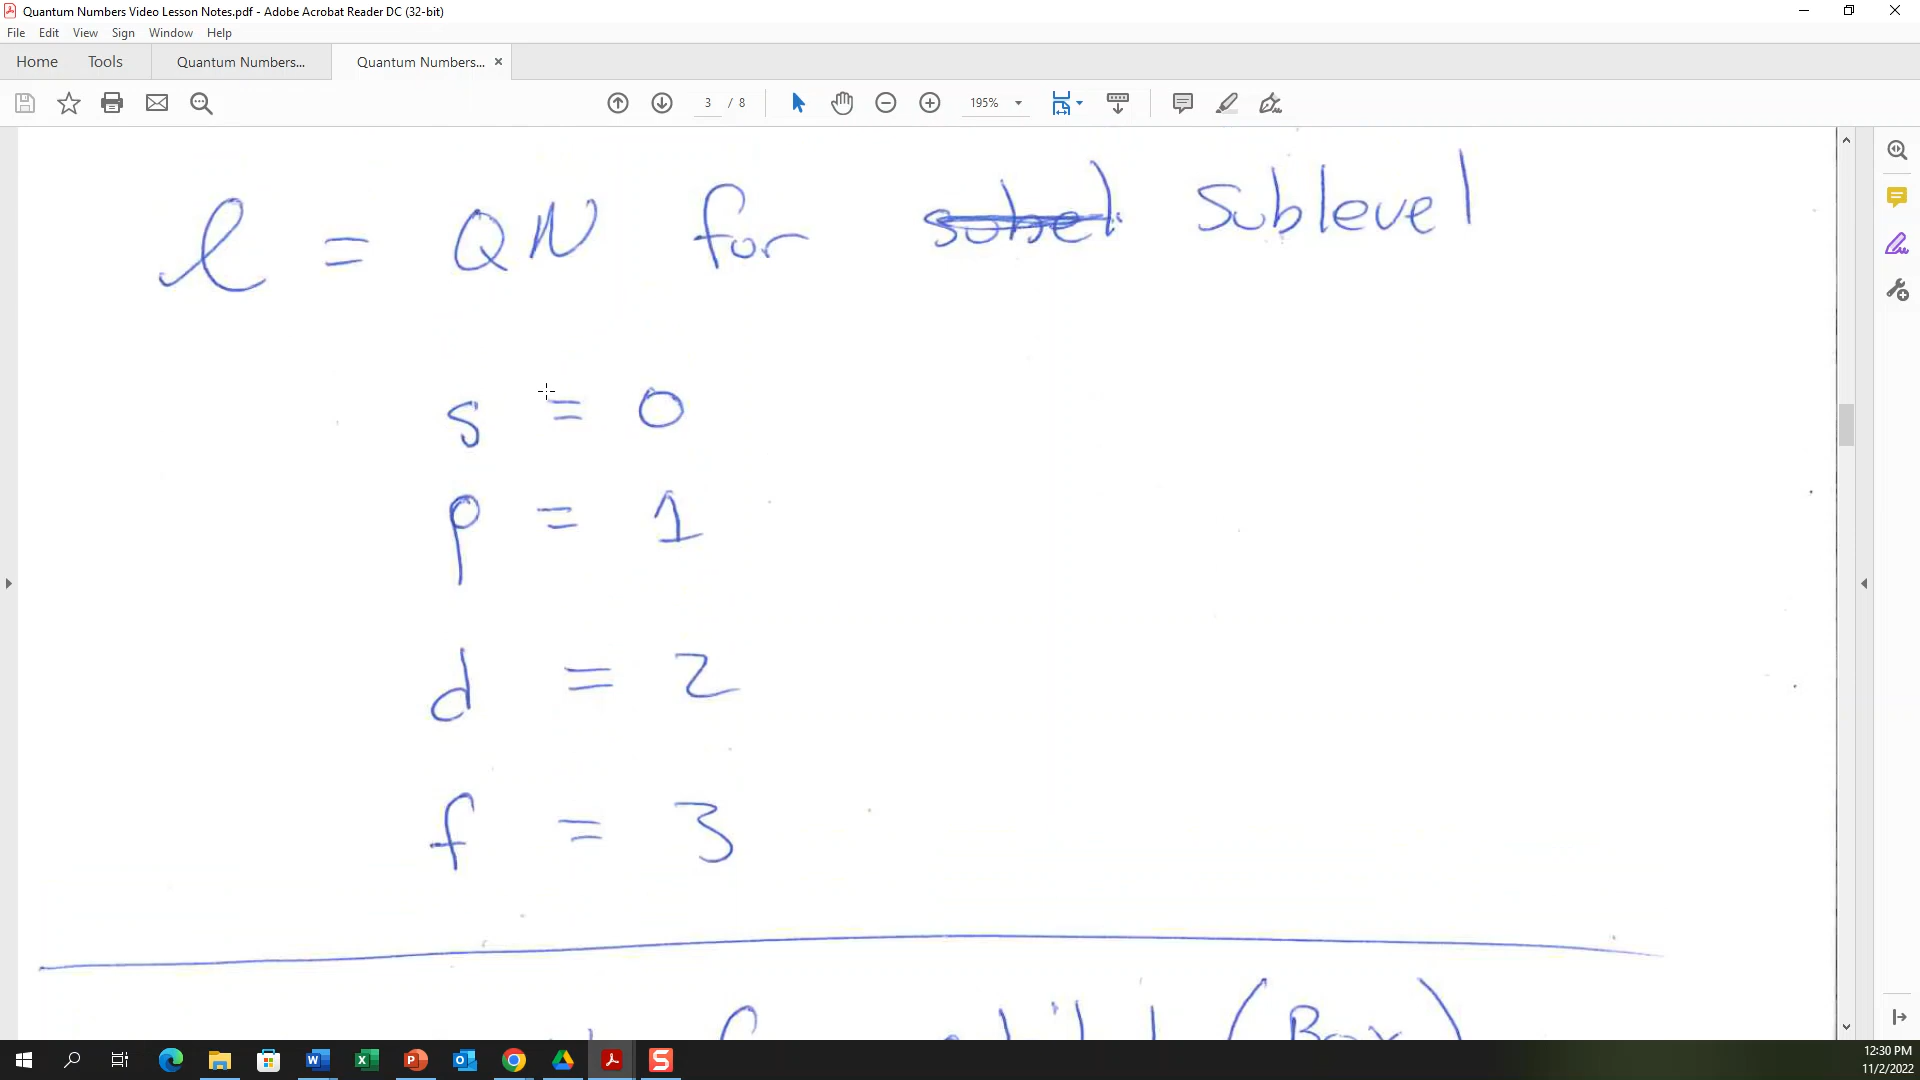 Quantum Numbers Video Lesson Notes.pdf - Adobe Acrobat Reader DC (32-bit)
File Edit View Sign Window Help
Home Tools Quantum Numbers... Quantum Numbers...
3 / 8 195%
l = QN for Sublevel
s = 0
p = 1
d = 2
f = 3
(Box)
12:30 PM
11/2/2022